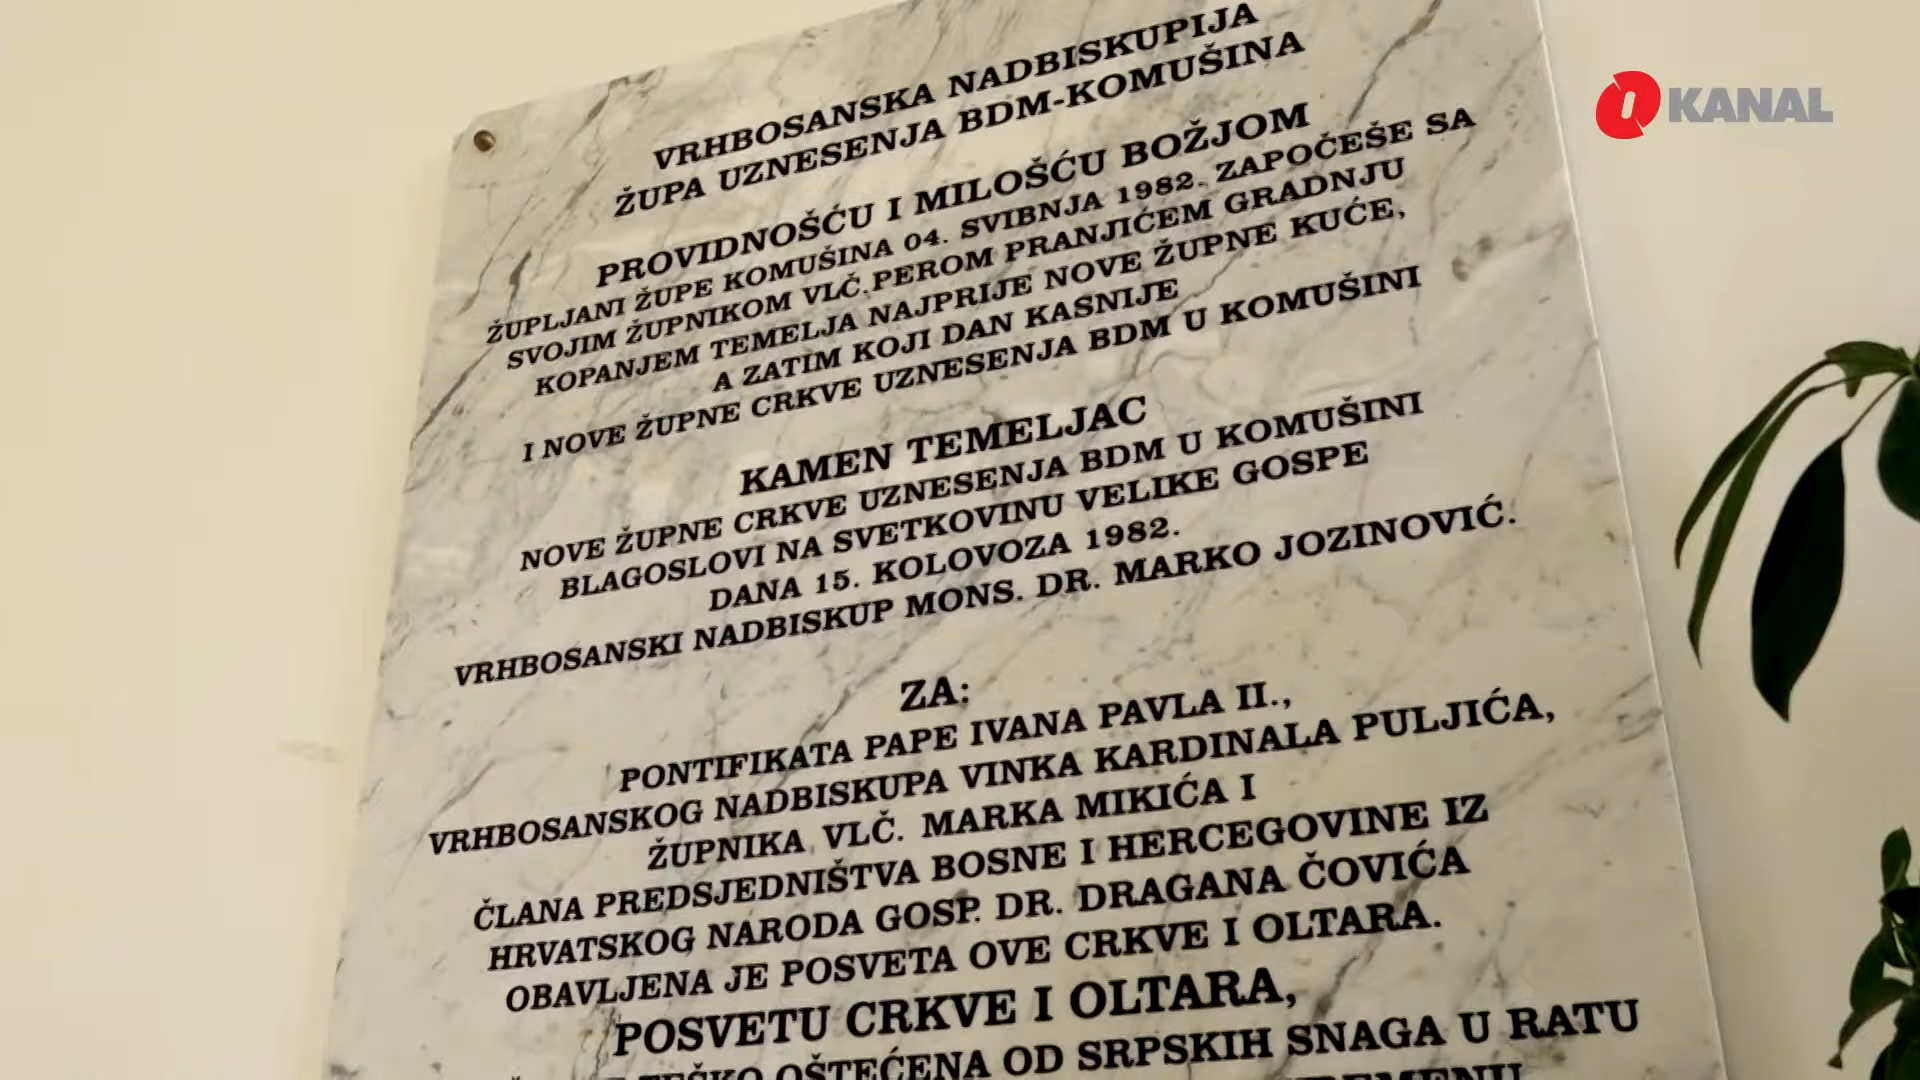 VRHBOSANSKA NADBISKUPIJA
ŽUPA UZNESENJA BDM-KOMUŠINA
PROVIDNOŠĆU I MILOŠĆU BOŽJOM
ŽUPLJANI ŽUPE KOMUŠINA 04. SVIBNJA 1982. ZAPOČEŠE SA
SVOJIM ŽUPNIKOM VLČ.PEROM PRANJIĆEM GRADNJU
KOPANJEM TEMELJA NAJPRIJE NOVE ŽUPNE KUĆE,
A ZATIM KOJI DAN KASNIJE
I NOVE ŽUPNE CRKVE UZNESENJA BDM U KOMUŠINI
KAMEN TEMELJAC
NOVE ŽUPNE CRKVE UZNESENJA BDM U KOMUŠINI
BLAGOSLOVI NA SVETKOVINU VELIKE GOSPE
DANA 15. KOLOVOZA 1982.
VRHBOSANSKI NADBISKUP MONS. DR. MARKO JOZINOVIĆ.
ZA:
PONTIFIKATA PAPE IVANA PAVLA II.,
VRHBOSANSKOG NADBISKUPA VINKA KARDINALA PULJIĆA,
ŽUPNIKA VLČ. MARKA MIKIĆA I
ČLANA PREDSJEDNIŠTVA BOSNE I HERCEGOVINE IZ
HRVATSKOG NARODA GOSP. DR. DRAGANA ČOVIĆA
OBAVLJENA JE POSVETA OVE CRKVE I OLTARA.
POSVETU CRKVE I OLTARA,
TEŠKO OŠTEĆENA OD SRPSKIH SNAGA U RATU
O KANAL